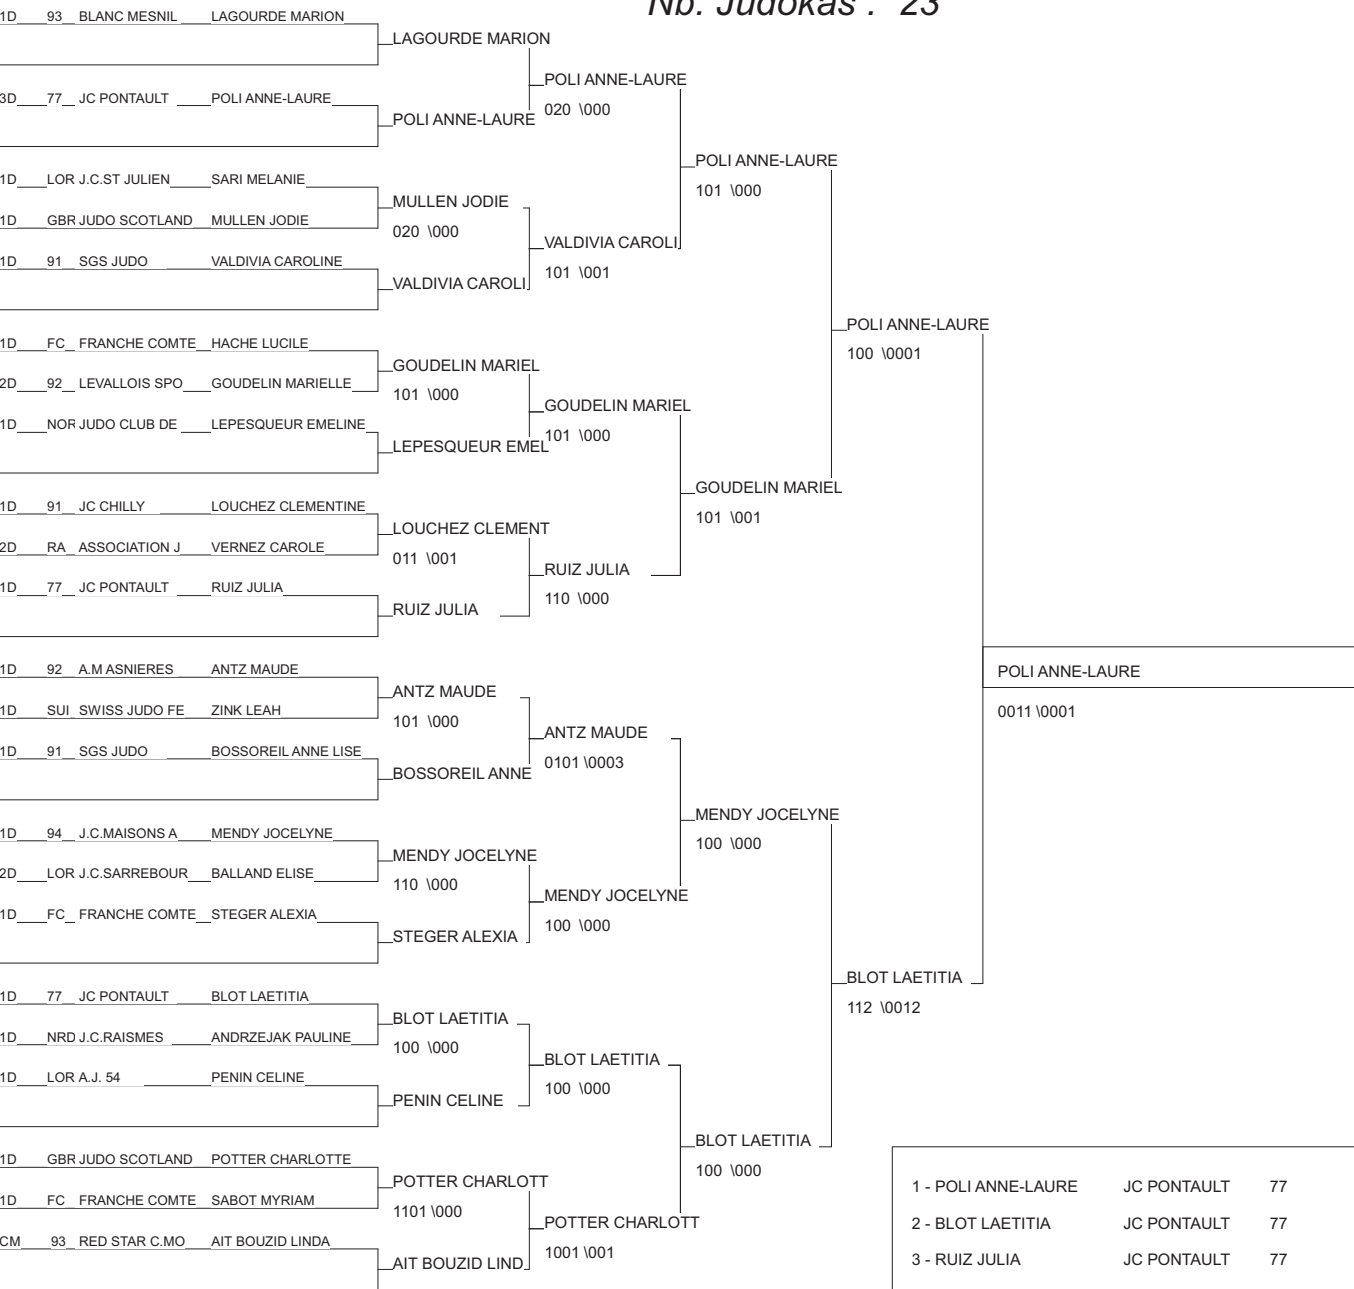 Nb. Judokas : 23
1D 93 BLANC MESNIL LAGOURDE MARION
LAGOURDE MARION
POLI ANNE-LAURE
020 \000
3D 77 JC PONTAULT POLI ANNE-LAURE
POLI ANNE-LAURE
POLI ANNE-LAURE
101 \000
1D LOR J.C.ST JULIEN SARI MELANIE
MULLEN JODIE
020 \000
1D GBR JUDO SCOTLAND MULLEN JODIE
VALDIVIA CAROLI
101 \001
1D 91 SGS JUDO VALDIVIA CAROLINE
VALDIVIA CAROLI
POLI ANNE-LAURE
100 \0001
1D FC FRANCHE COMTE HACHE LUCILE
GOUDELIN MARIEL
101 \000
2D 92 LEVALLOIS SPO GOUDELIN MARIELLE
GOUDELIN MARIEL
101 \000
1D NOR JUDO CLUB DE LEPESQUEUR EMELINE
LEPESQUEUR EMEL
GOUDELIN MARIEL
101 \001
1D 91 JC CHILLY LOUCHEZ CLEMENTINE
LOUCHEZ CLEMENT
011 \001
2D RA ASSOCIATION J VERNEZ CAROLE
RUIZ JULIA
110 \000
1D 77 JC PONTAULT RUIZ JULIA
RUIZ JULIA
POLI ANNE-LAURE
0011 \0001
1D 92 A.M ASNIERES ANTZ MAUDE
ANTZ MAUDE
101 \000
1D SUI SWISS JUDO FE ZINK LEAH
ANTZ MAUDE
0101 \0003
1D 91 SGS JUDO BOSSOREIL ANNE LISE
BOSSOREIL ANNE
MENDY JOCELYNE
100 \000
1D 94 J.C.MAISONS A MENDY JOCELYNE
MENDY JOCELYNE
110 \000
2D LOR J.C.SARREBOUR BALLAND ELISE
MENDY JOCELYNE
100 \000
1D FC FRANCHE COMTE STEGER ALEXIA
STEGER ALEXIA
BLOT LAETITIA
112 \0012
1D 77 JC PONTAULT BLOT LAETITIA
BLOT LAETITIA
100 \000
1D NRD J.C.RAISMES ANDRZEJAK PAULINE
BLOT LAETITIA
100 \000
1D LOR A.J. 54 PENIN CELINE
PENIN CELINE
BLOT LAETITIA
100 \000
1D GBR JUDO SCOTLAND POTTER CHARLOTTE
POTTER CHARLOTT
1101 \000
1D FC FRANCHE COMTE SABOT MYRIAM
POTTER CHARLOTT
1001 \001
CM 93 RED STAR C.MO AIT BOUZID LINDA
AIT BOUZID LIND
1 - POLI ANNE-LAURE JC PONTAULT 77
2 - BLOT LAETITIA JC PONTAULT 77
3 - RUIZ JULIA JC PONTAULT 77